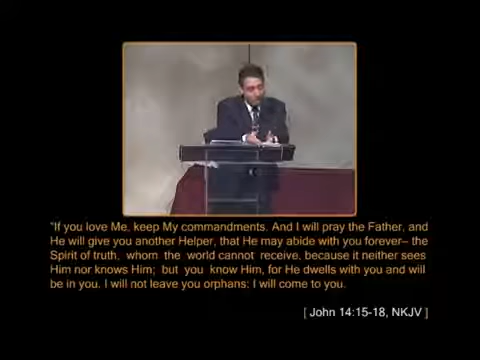 "If you love Me, keep My commandments. And I will pray the Father, and
He will give you another Helper, that He may abide with you forever– the
Spirit of truth, whom the world cannot receive, because it neither sees
Him nor knows Him; but you know Him, for He dwells with you and will
be in you. I will not leave you orphans; I will come to you.
[ John 14:15-18, NKJV ]